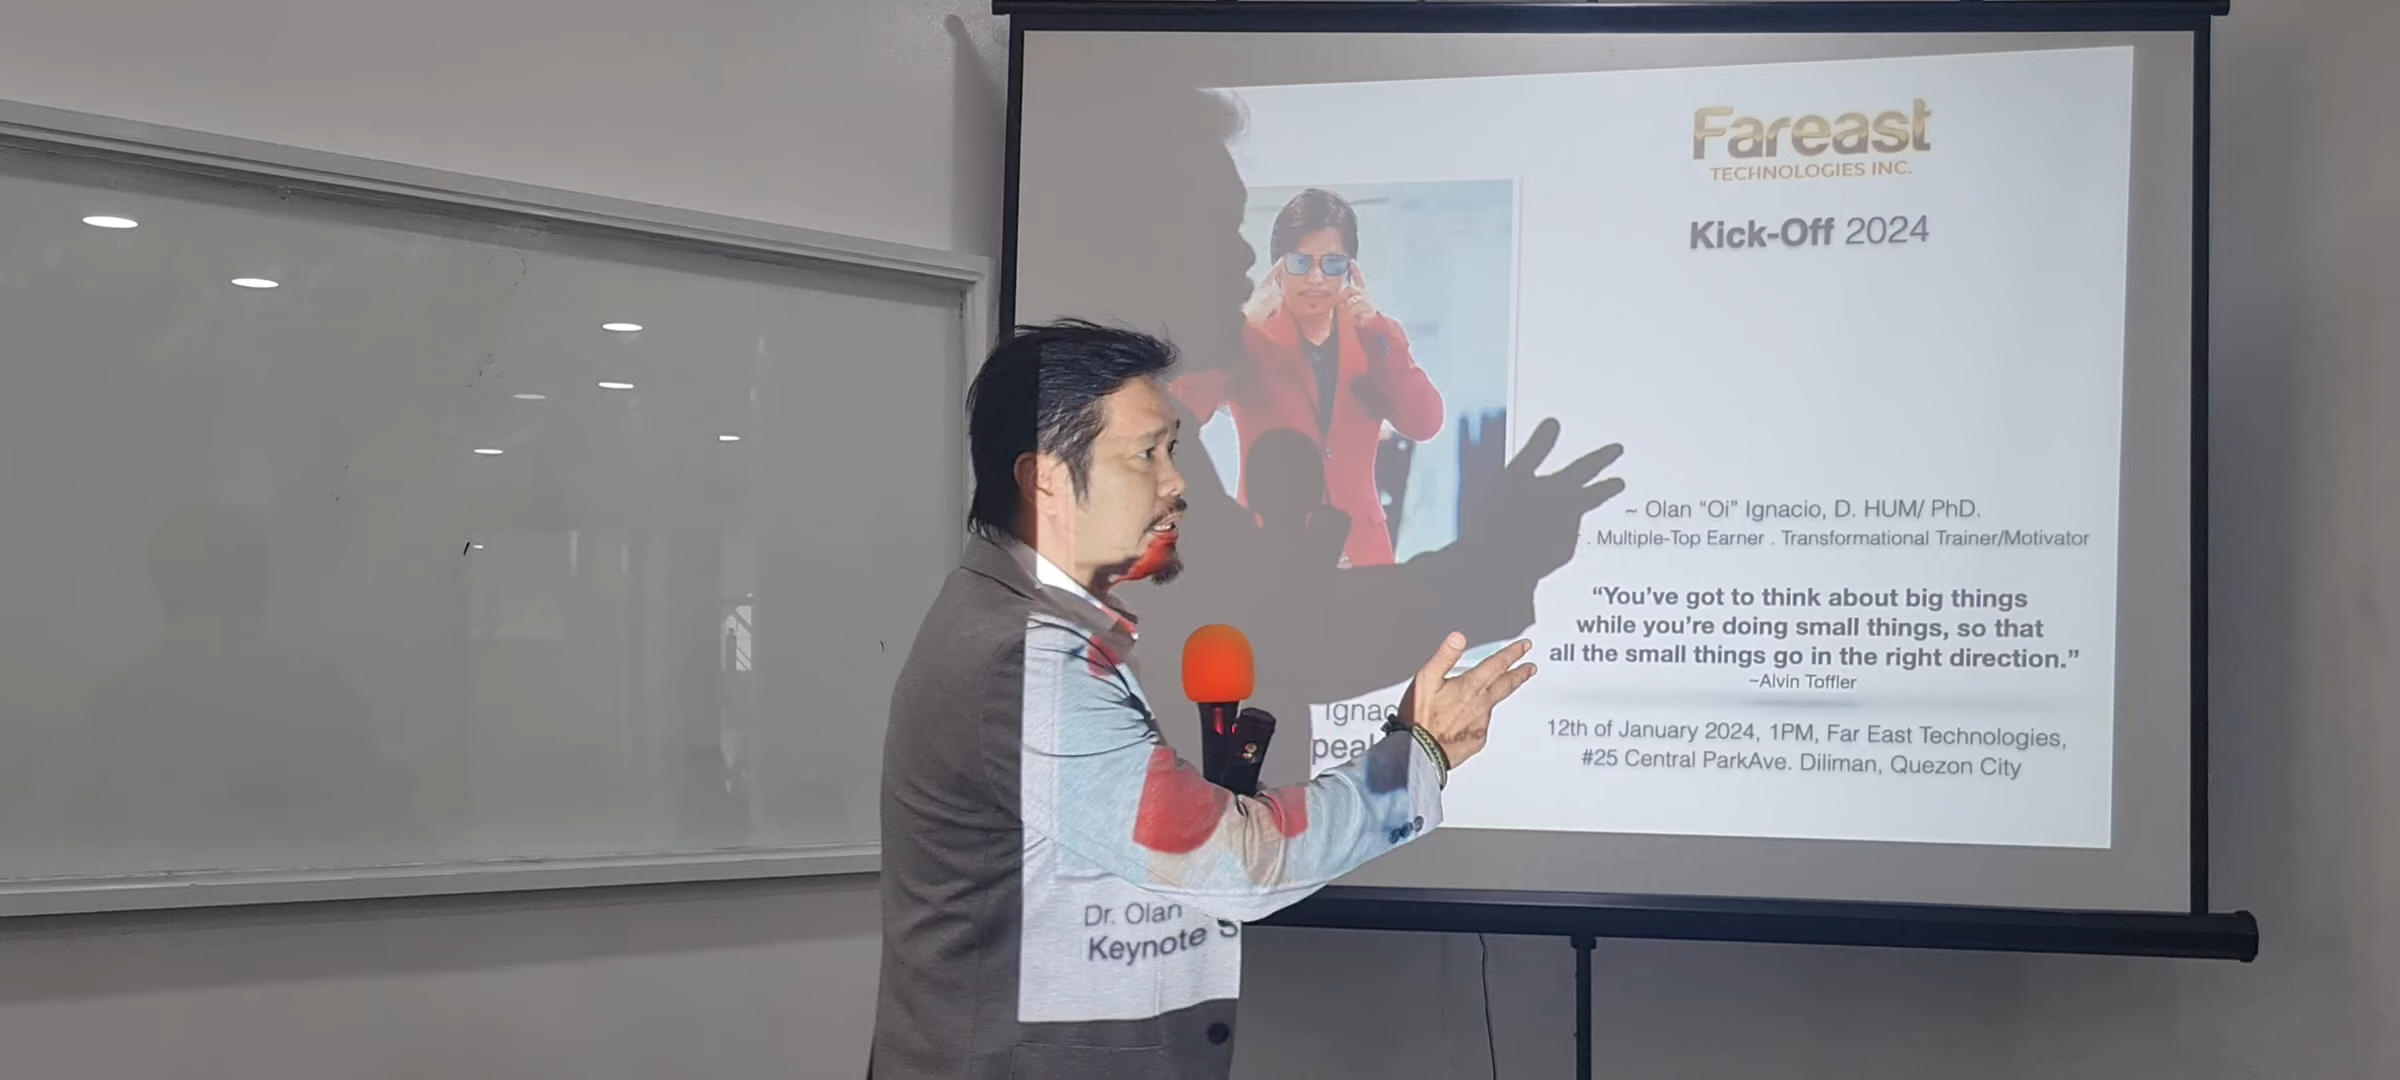 Fareast
TECHNOLOGIES INC.
Kick-Off 2024
~ Olan "Oi" Ignacio, D. HUM/ PhD.
. Multiple-Top Earner . Transformational Trainer/Motivator
“You’ve got to think about big things
while you’re doing small things, so that
all the small things go in the right direction.”
~Alvin Toffler
12th of January 2024, 1PM, Far East Technologies,
#25 Central ParkAve. Diliman, Quezon City
Dr. Olan Ignac
Keynote S peak